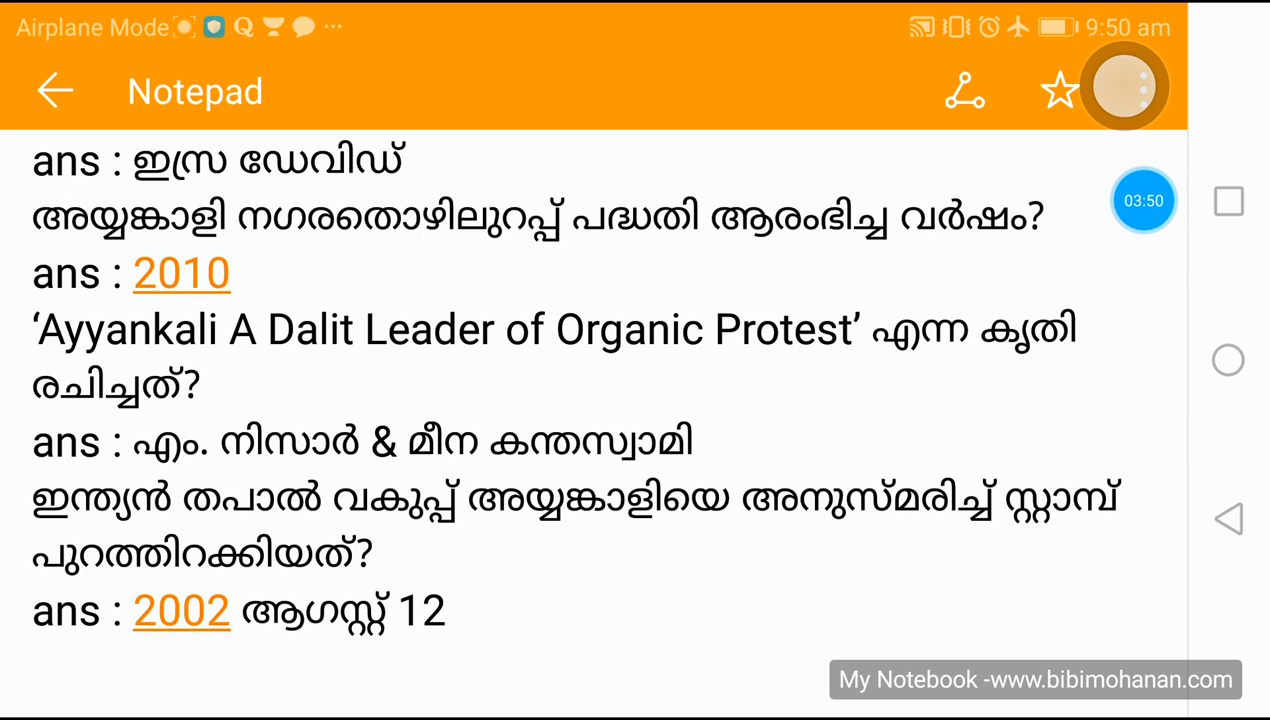 Airplane Mode 9:50 am
Notepad
03:50
ans : ഇസ്ര ഡേവിഡ്
അയ്യങ്കാളി നഗരതൊഴിലുറപ്പ് പദ്ധതി ആരംഭിച്ച വർഷം?
ans : 2010
‘Ayyankali A Dalit Leader of Organic Protest’ എന്ന കൃതി
രചിച്ചത്?
ans : എം. നിസാർ & മീന കന്തസ്വാമി
ഇന്ത്യൻ തപാൽ വകുപ്പ് അയ്യങ്കാളിയെ അനുസ്മരിച്ച് സ്റ്റാമ്പ്
പുറത്തിറക്കിയത്?
ans : 2002 ആഗസ്റ്റ് 12
My Notebook -www.bibimohanan.com